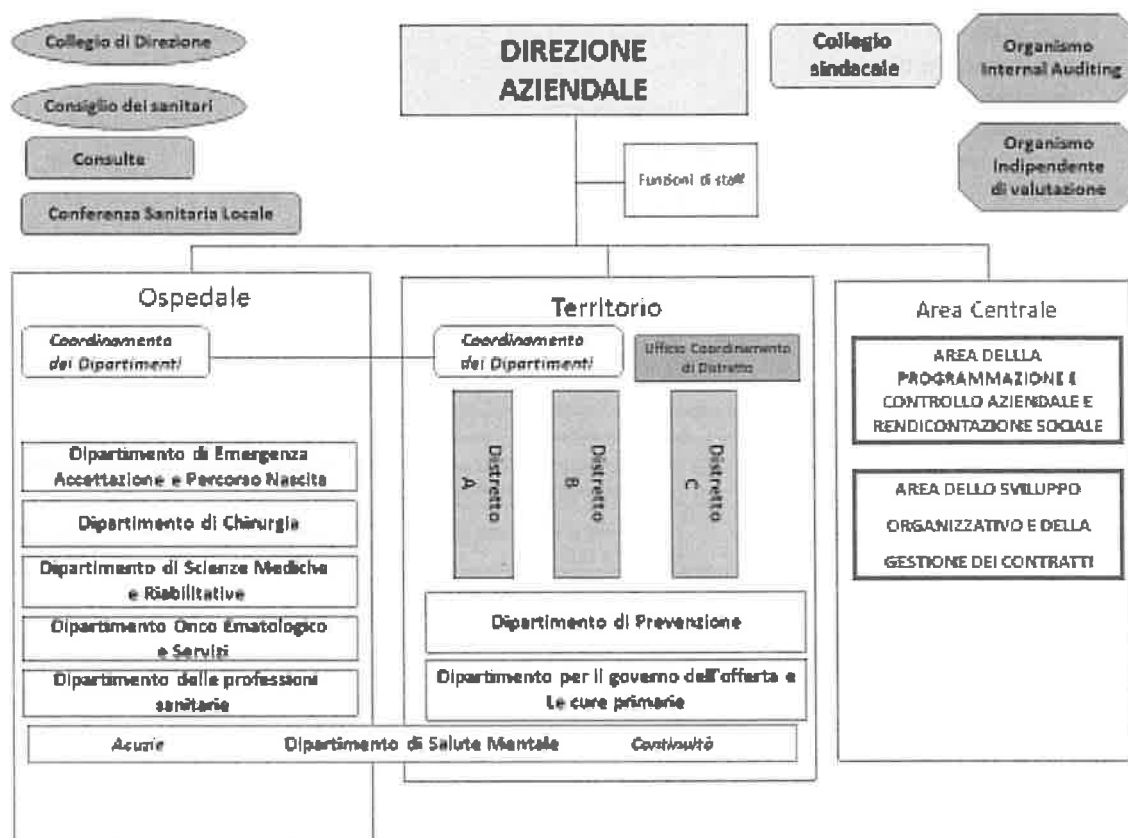 Collegio di Direzione
Consiglio dei sanitari
Consulte
Conferenza Sanitaria Locale
DIREZIONE
AZIENDALE
Collegio
sindacale
Organismo
Internal Auditing
Organismo
Indipendente
di valutazione
Funzioni di staff
Ospedale
Coordinamento
dei Dipartimenti
Dipartimento di Emergenza
Accettazione e Percorso Nascita
Dipartimento di Chirurgia
Dipartimento di Scienze Mediche
e Riabilitative
Dipartimento Onco Ematologico
e Servizi
Dipartimento delle professioni
sanitarie
Territorio
Coordinamento
dei Dipartimenti
Ufficio Coordinamento
di Distretto
Distretto
A
Distretto
B
Distretto
C
Dipartimento di Prevenzione
Dipartimento per il governo dell'offerta e
Le cure primarie
Acuzie Dipartimento di Salute Mentale Continuità
Area Centrale
AREA DELLLA
PROGRAMMAZIONE E
CONTROLLO AZIENDALE E
RENDICONTAZIONE SOCIALE
AREA DELLO SVILUPPO
ORGANIZZATIVO E DELLA
GESTIONE DEI CONTRATTI